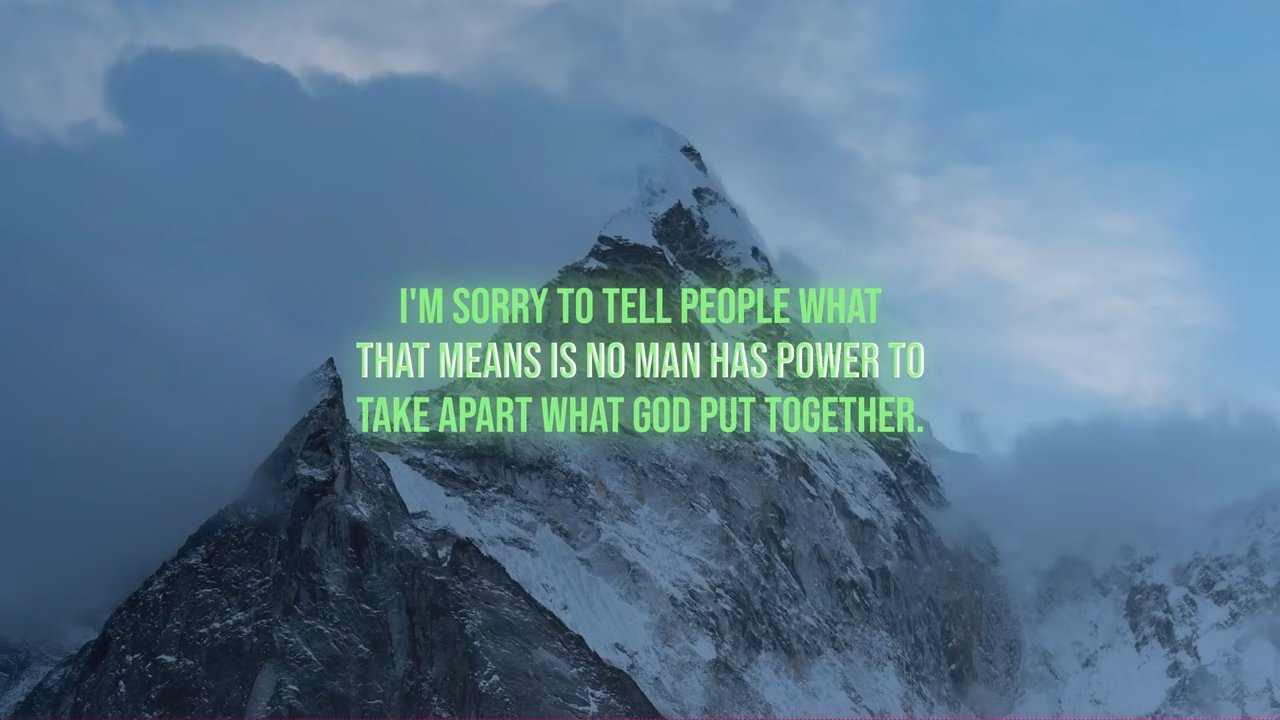 I'M SORRY TO TELL PEOPLE WHAT
THAT MEANS IS NO MAN HAS POWER TO
TAKE APART WHAT GOD PUT TOGETHER.